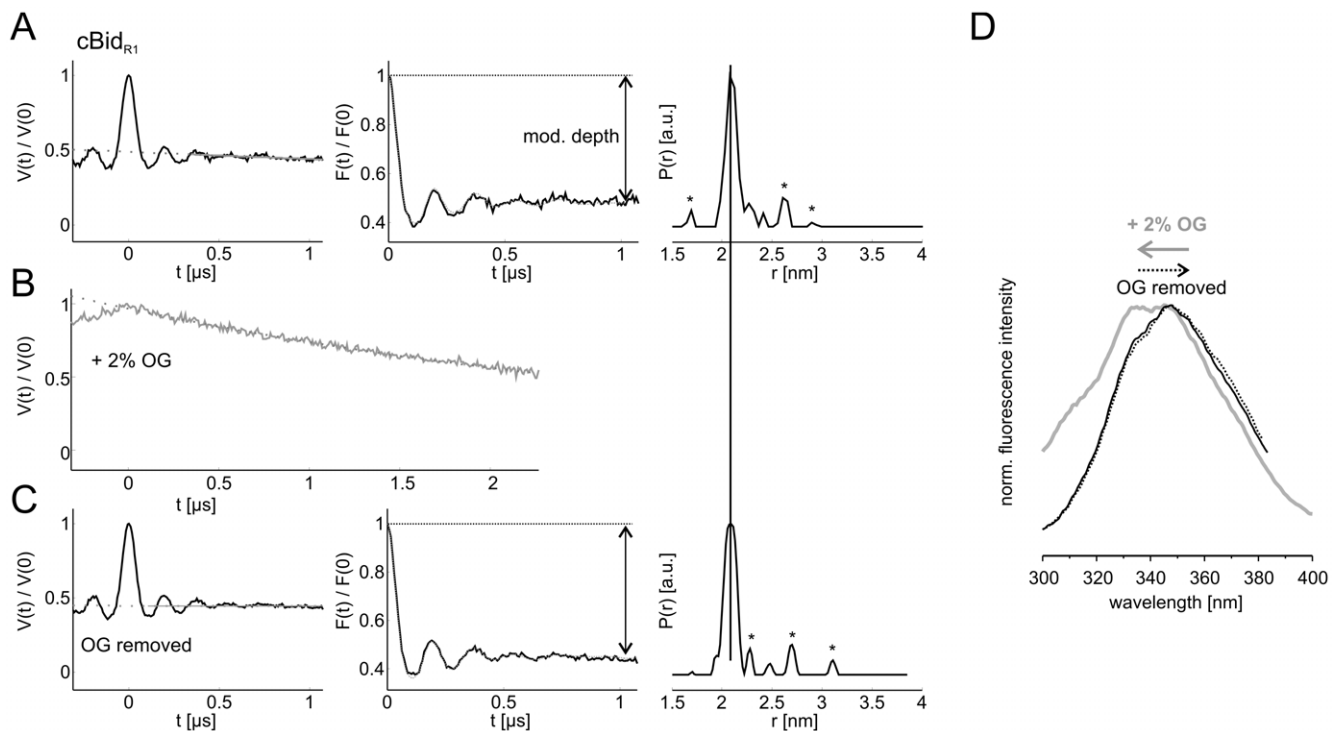 A
cBidR1
V(t) / V(0)
1
0.5
0
0
0.5
1
t [µs]
F(t) / F(0)
1
0.8
0.6
0.4
mod. depth
0
0.5
1
t [µs]
P(r) [a.u.]
*
*
*
1.5
2
2.5
3
3.5
4
r [nm]
B
V(t) / V(0)
1
0.5
0
+ 2% OG
0
0.5
1
1.5
2
t [µs]
C
V(t) / V(0)
1
0.5
0
OG removed
0
0.5
1
t [µs]
F(t) / F(0)
1
0.8
0.6
0.4
0
0.5
1
t [µs]
P(r) [a.u.]
*
*
*
1.5
2
2.5
3
3.5
4
r [nm]
D
+ 2% OG
OG removed
norm. fluorescence intensity
300
320
340
360
380
400
wavelength [nm]